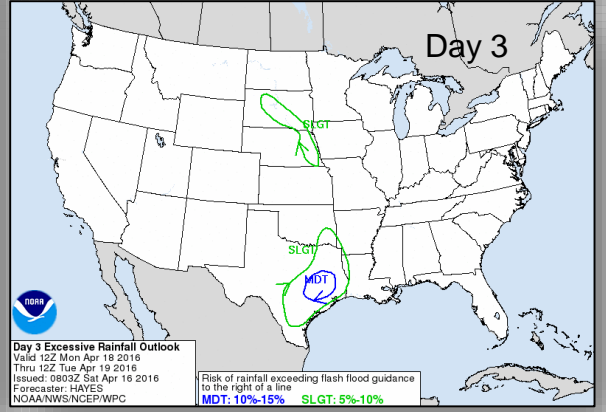 Day 3
SLGT
SLGT
MDT
NOAA
Day 3 Excessive Rainfall Outlook
Valid 12Z Mon Apr 18 2016
Thru 12Z Tue Apr 19 2016
Issued: 0803Z Sat Apr 16 2016
Forecaster: HAYES
NOAA/NWS/NCEP/WPC
Risk of rainfall exceeding flash flood guidance
to the right of a line
MDT: 10%-15% SLGT: 5%-10%